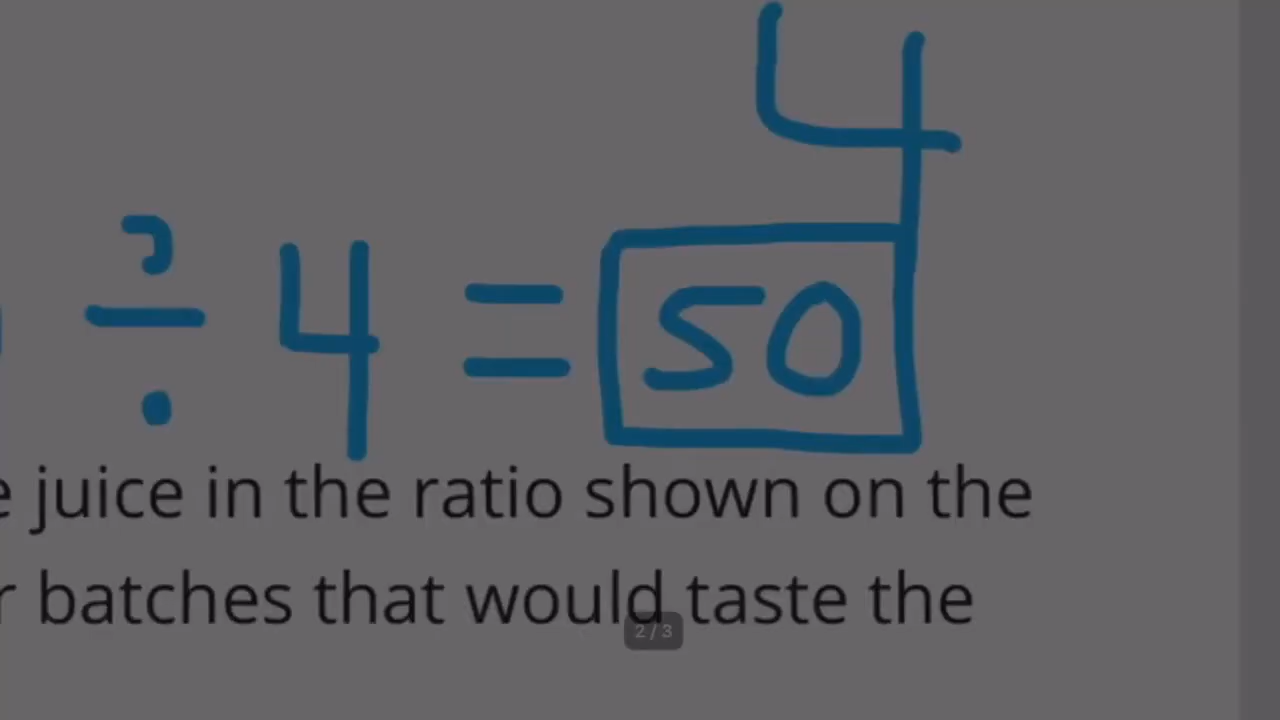 4
÷ 4 = 50
e juice in the ratio shown on the
r batches that would taste the
2 / 3